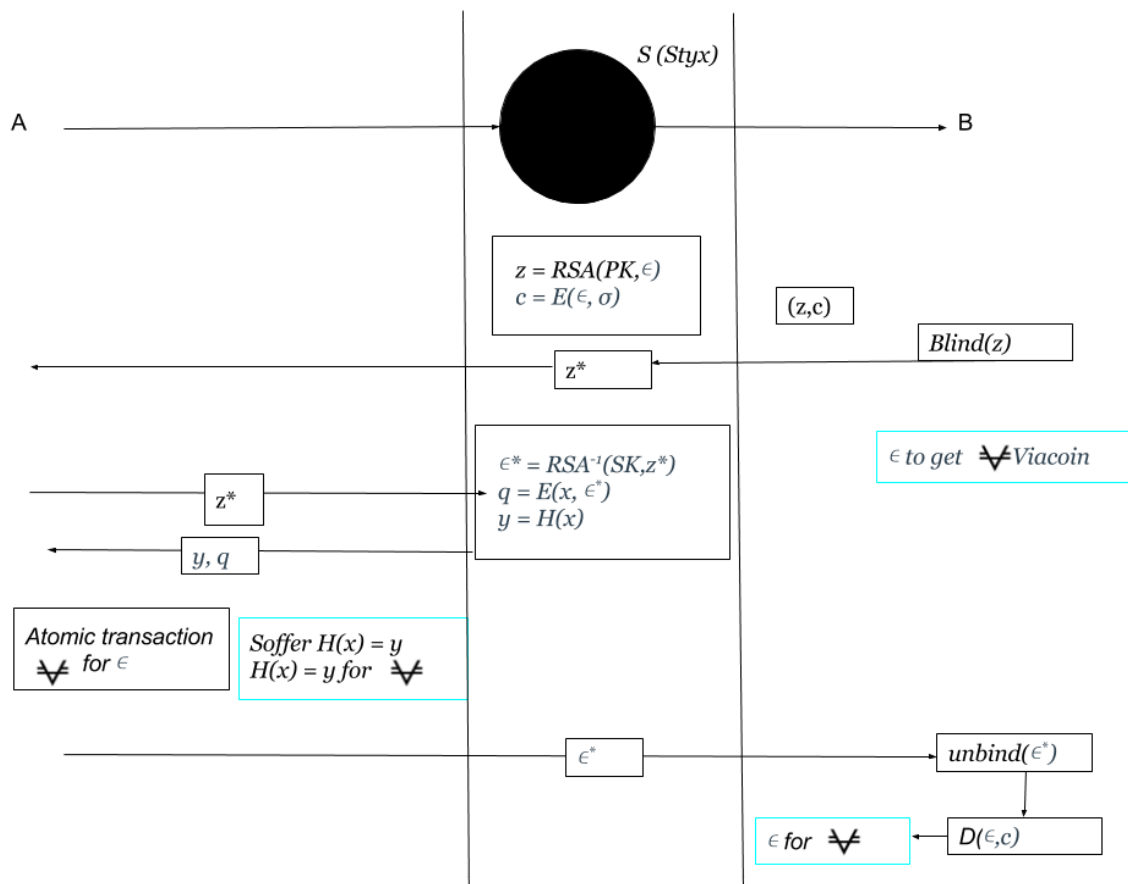 S (Styx)
A
B
z = RSA(PK,ϵ)
c = E(ϵ, σ)
(z,c)
Blind(z)
z*
ϵ* = RSA⁻¹(SK,z*)
q = E(x, ϵ*)
y = H(x)
ϵ to get Viacoin
z*
y, q
Atomic transaction
for ϵ
Soffer H(x) = y
H(x) = y for
ϵ*
unbind(ϵ*)
ϵ for
D(ϵ,c)